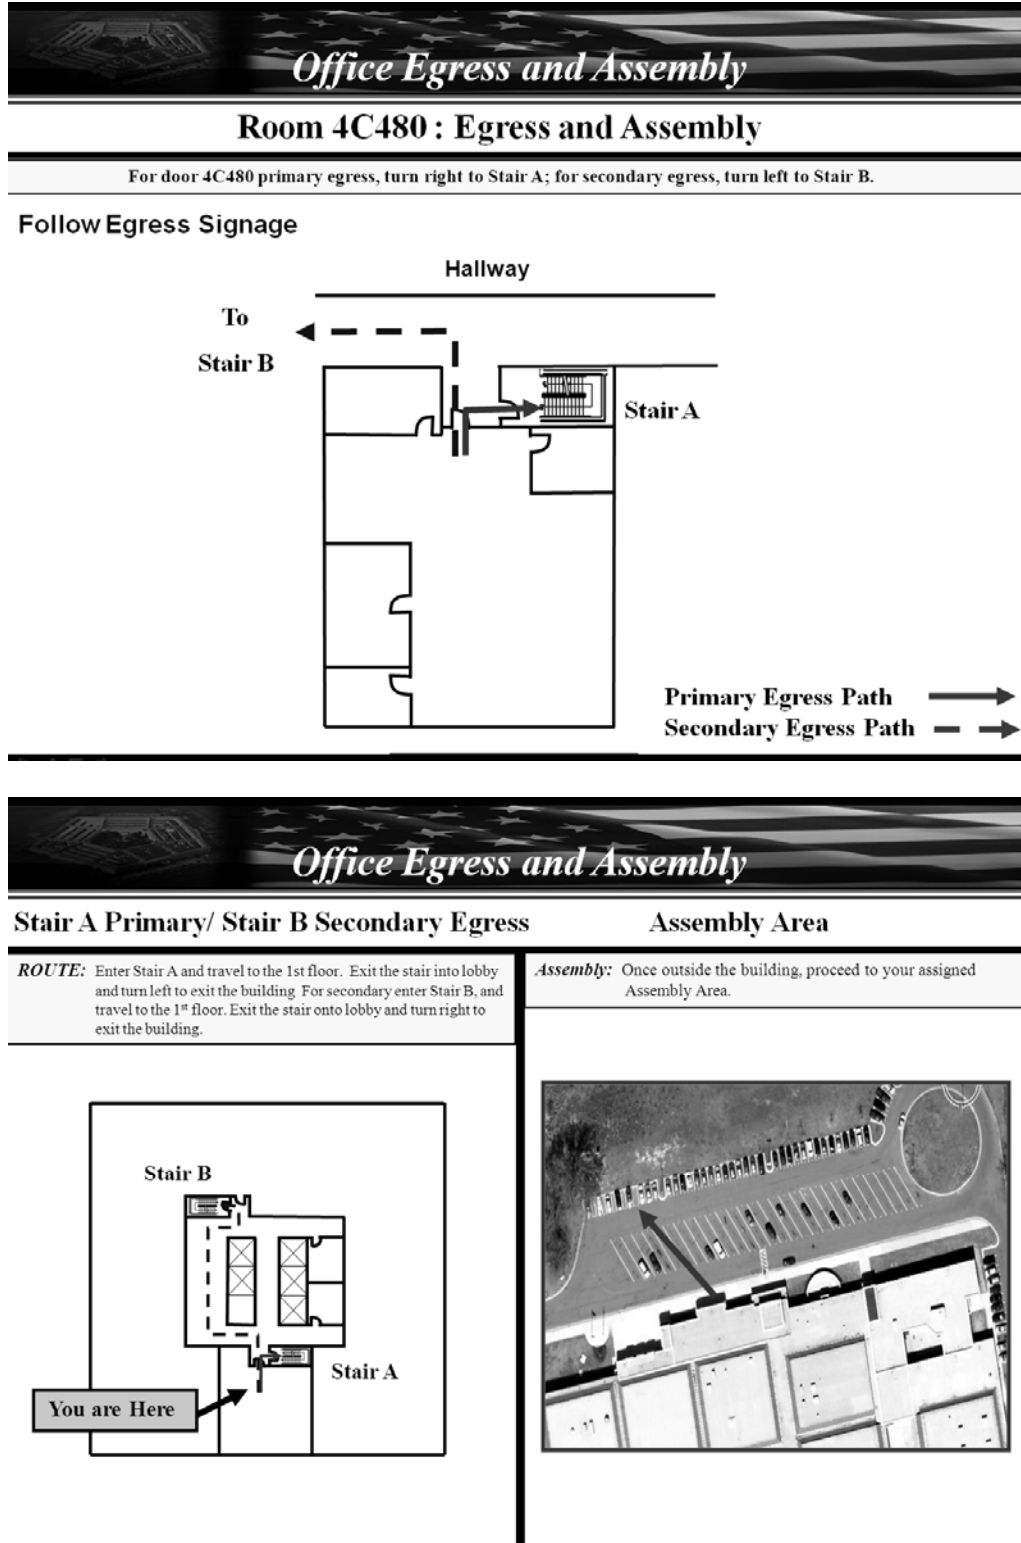 Office Egress and Assembly
Room 4C480 : Egress and Assembly
For door 4C480 primary egress, turn right to Stair A; for secondary egress, turn left to Stair B.
Follow Egress Signage
Hallway
To
Stair B
Stair A
Primary Egress Path
Secondary Egress Path
Office Egress and Assembly
Stair A Primary/ Stair B Secondary Egress
Assembly Area
ROUTE: Enter Stair A and travel to the 1st floor. Exit the stair into lobby
and turn left to exit the building For secondary enter Stair B, and
travel to the 1st floor. Exit the stair onto lobby and turn right to
exit the building.
Assembly: Once outside the building, proceed to your assigned
Assembly Area.
Stair B
Stair A
You are Here